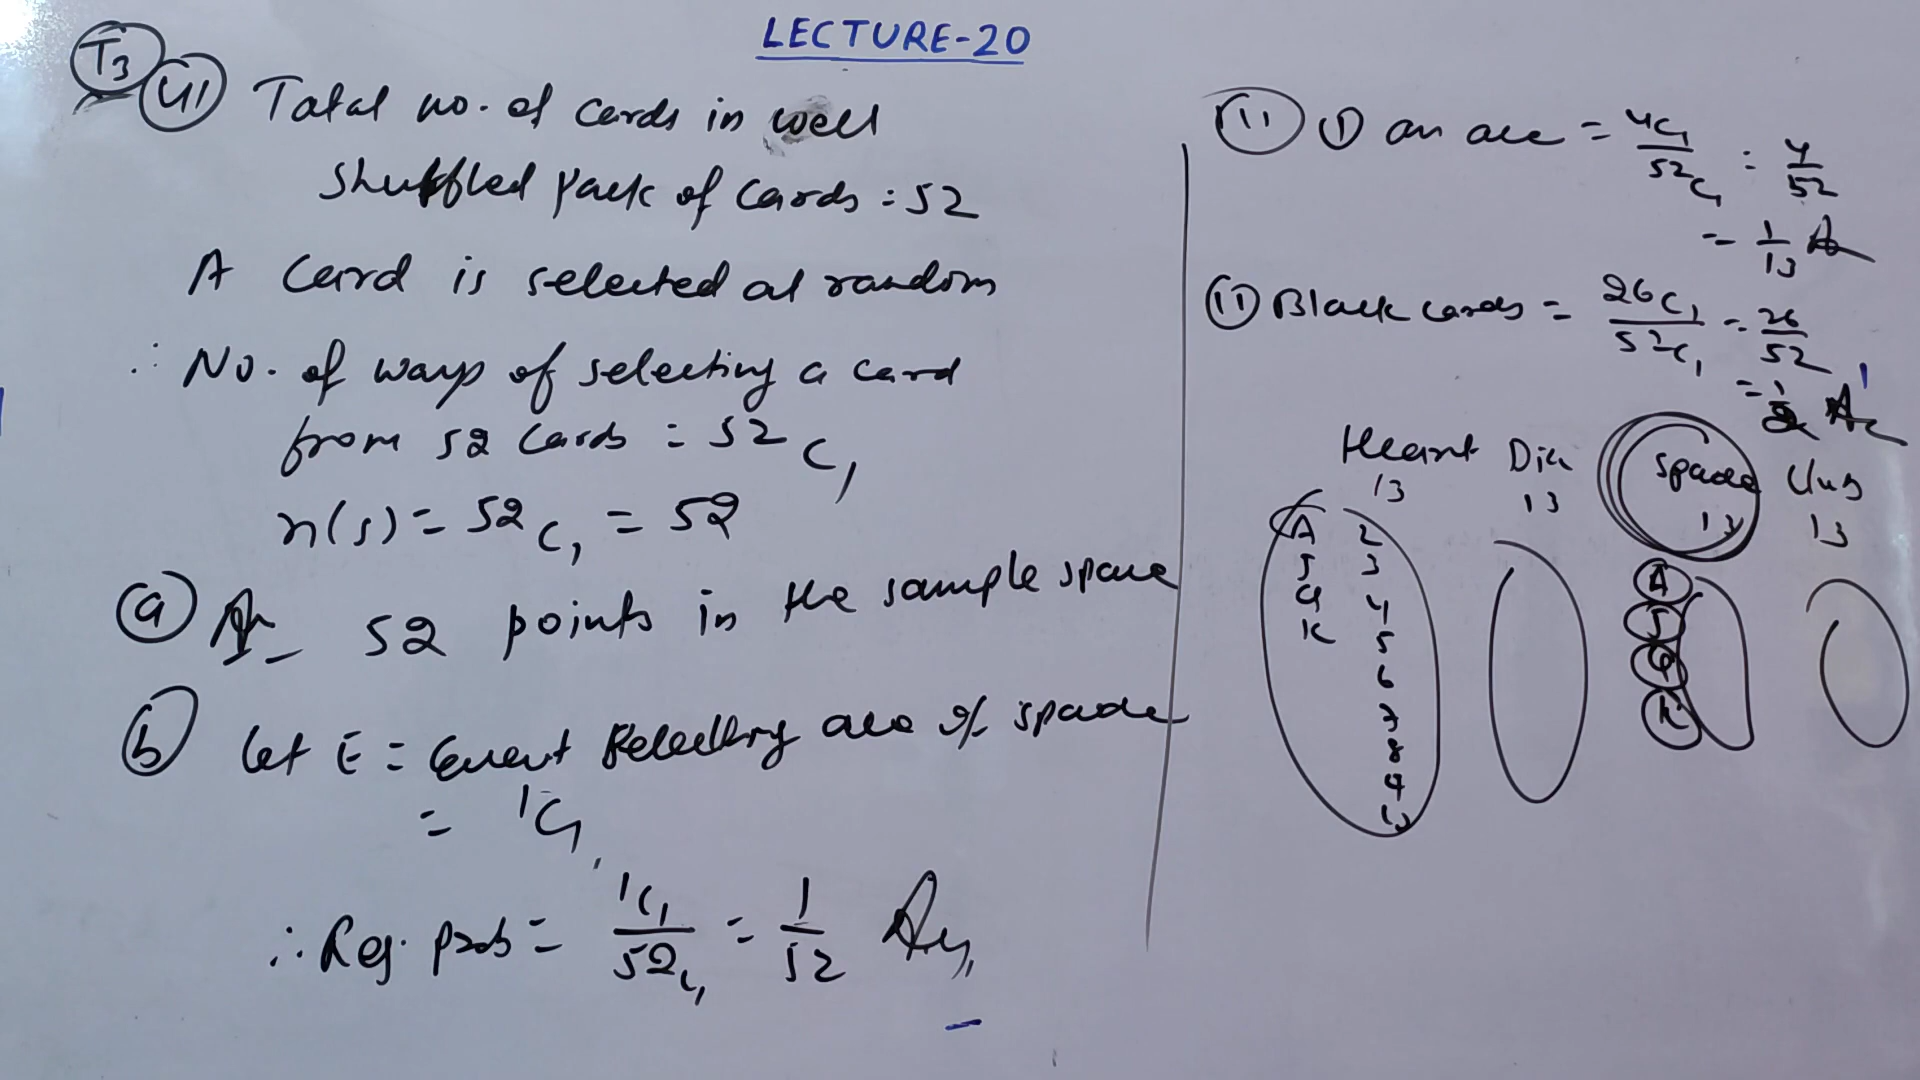 LECTURE-20
T3 41 Total no. of cards in well
shuffled pack of cards = 52
A card is selected at random
∴ No. of ways of selecting a card
from 52 cards = 52C1
n(s) = 52C1 = 52
(a) 52 points in the sample space
(b) Let E = Event selecting ace of spade
= 1C1
∴ Req. prob = 1C1/52C1 = 1/52 Ans
(ii) (i) an ace = 4C1/52C1 = 4/52
= 1/13
(ii) Black cards = 26C1/52C1 = 26/52
= 1/2
Heart Dia Spade Club
13 13 13 13
A 2
J 3
Q 4
K 5
6
7
8
9
10
A
J
Q
K